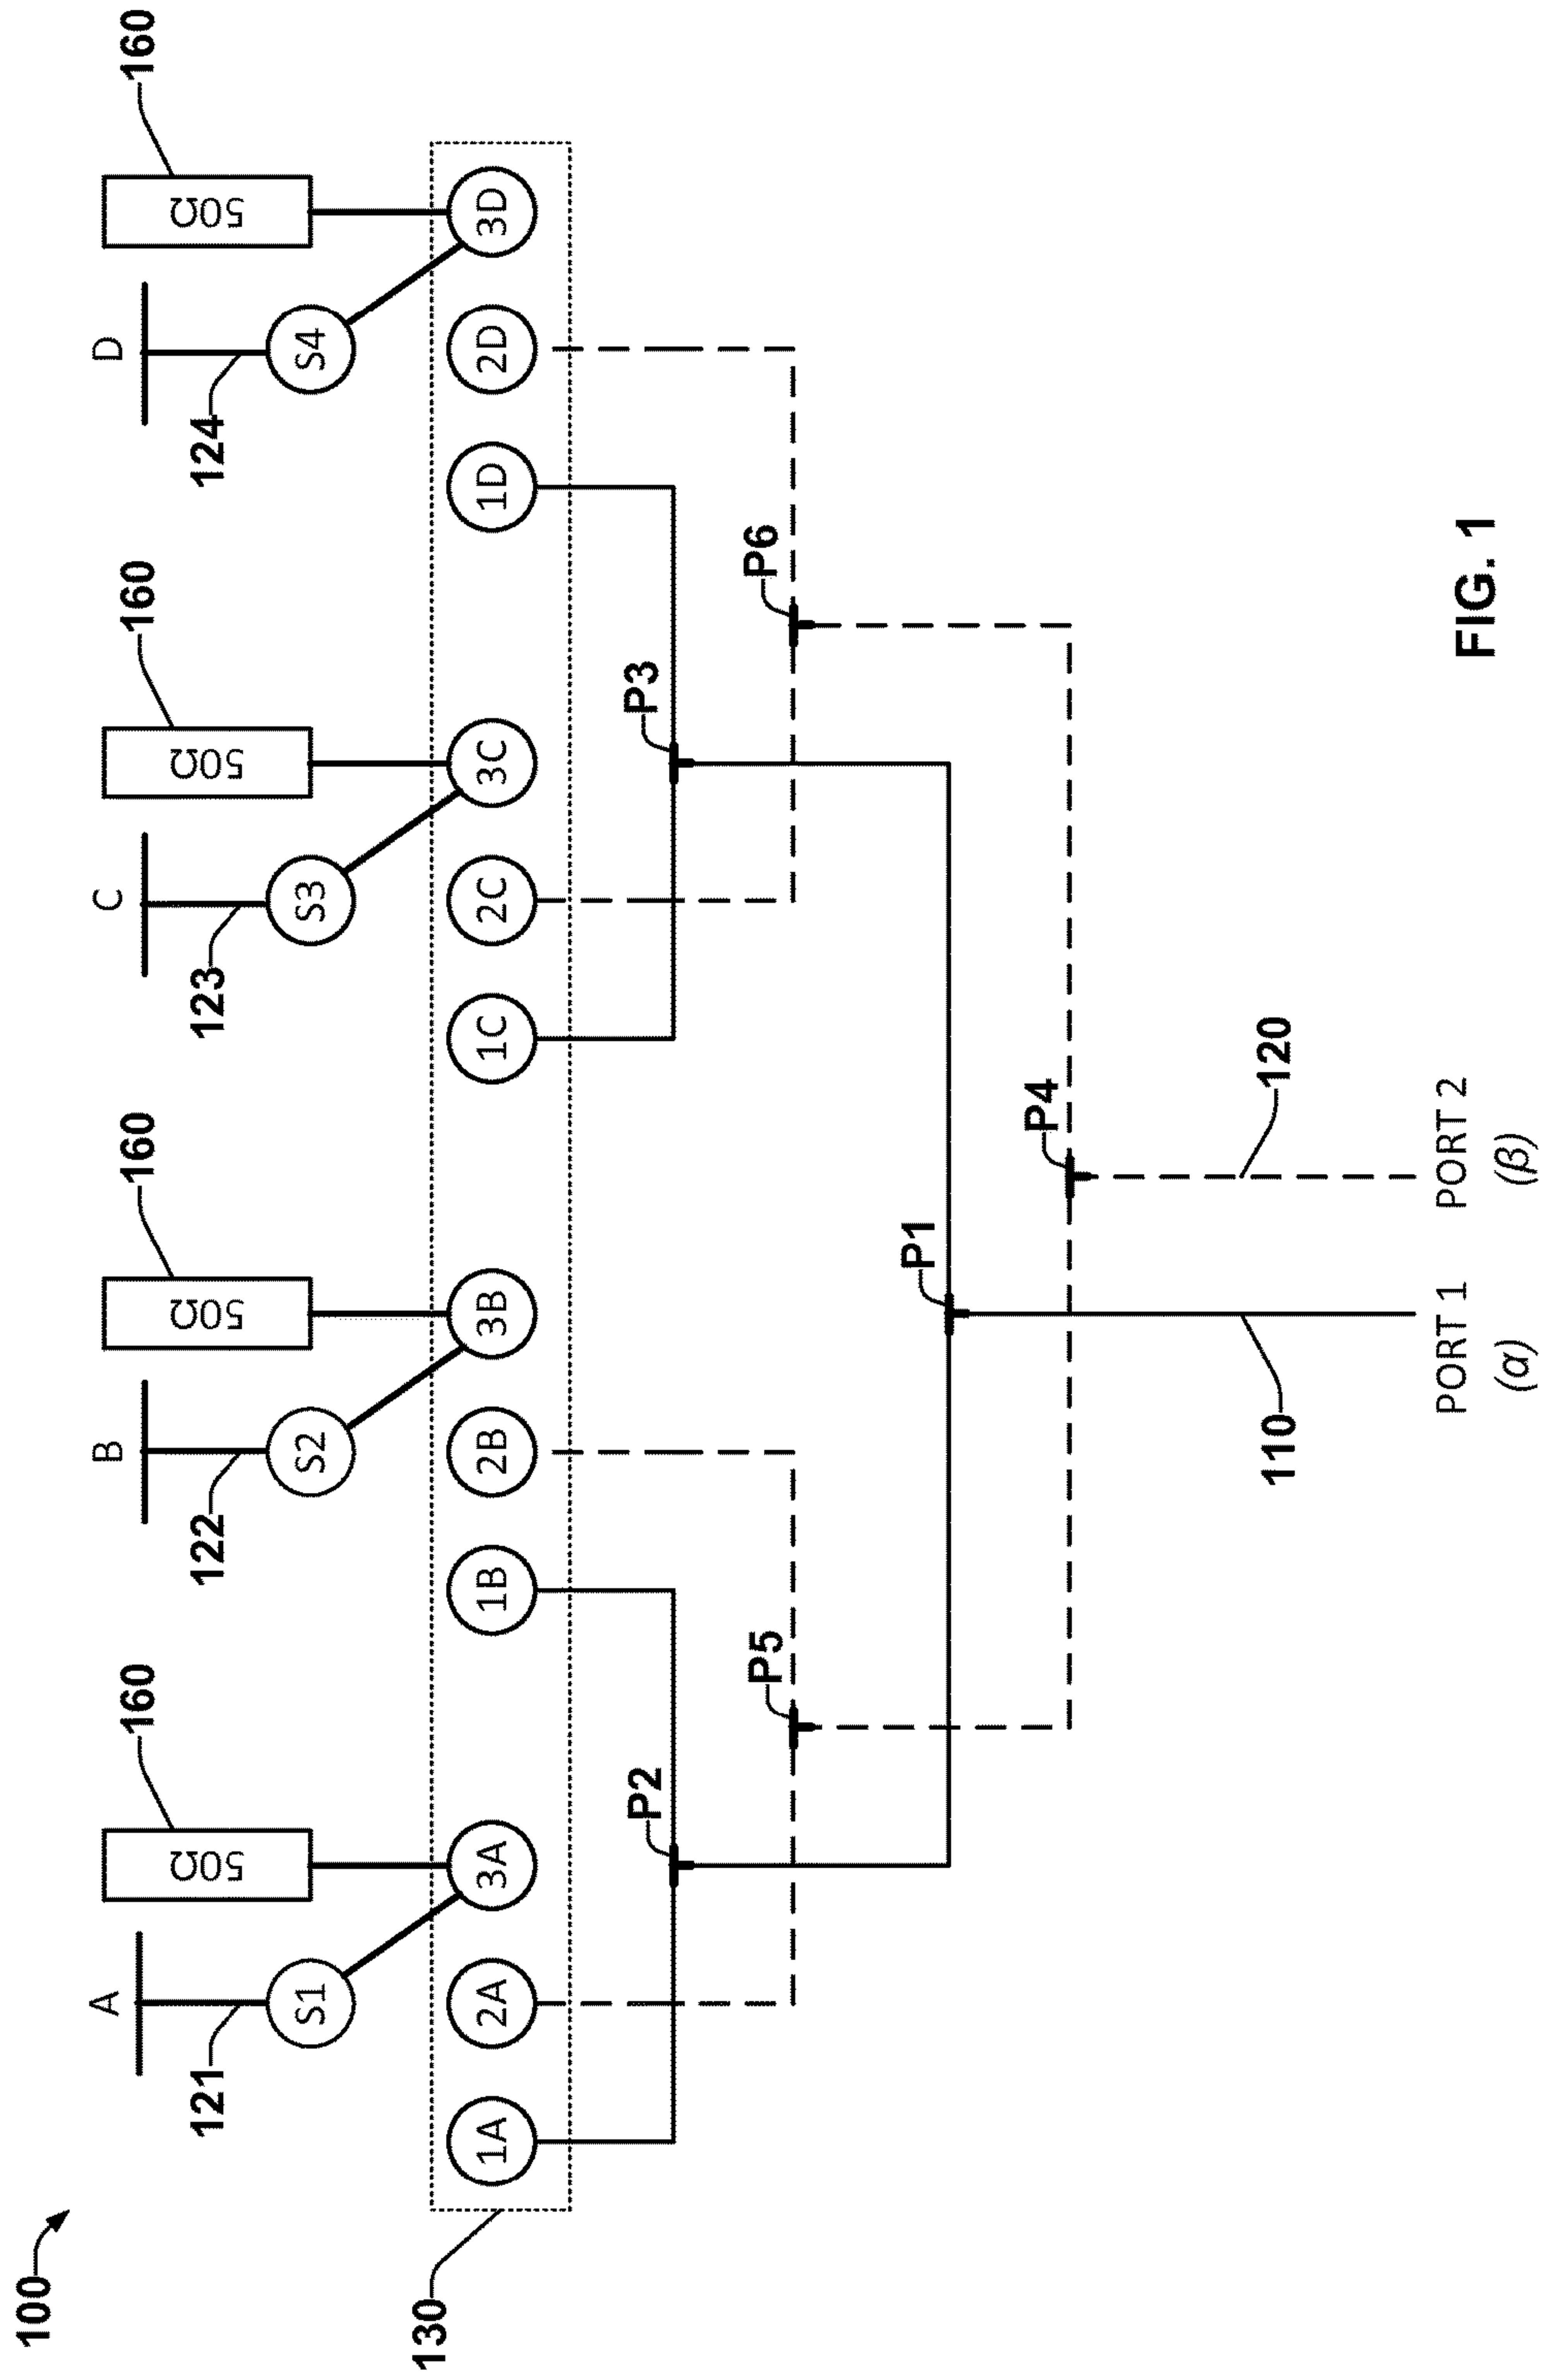 100
A 160 B 160 C 160 D 160
121 50Ω 122 50Ω 123 50Ω 124 50Ω
S1 S2 S3 S4
130
1A 2A 3A 1B 2B 3B 1C 2C 3C 1D 2D 3D
P2 P3
P5 P6
P1
P4
110 120
PORT 1 PORT 2
(α) (β)
FIG. 1